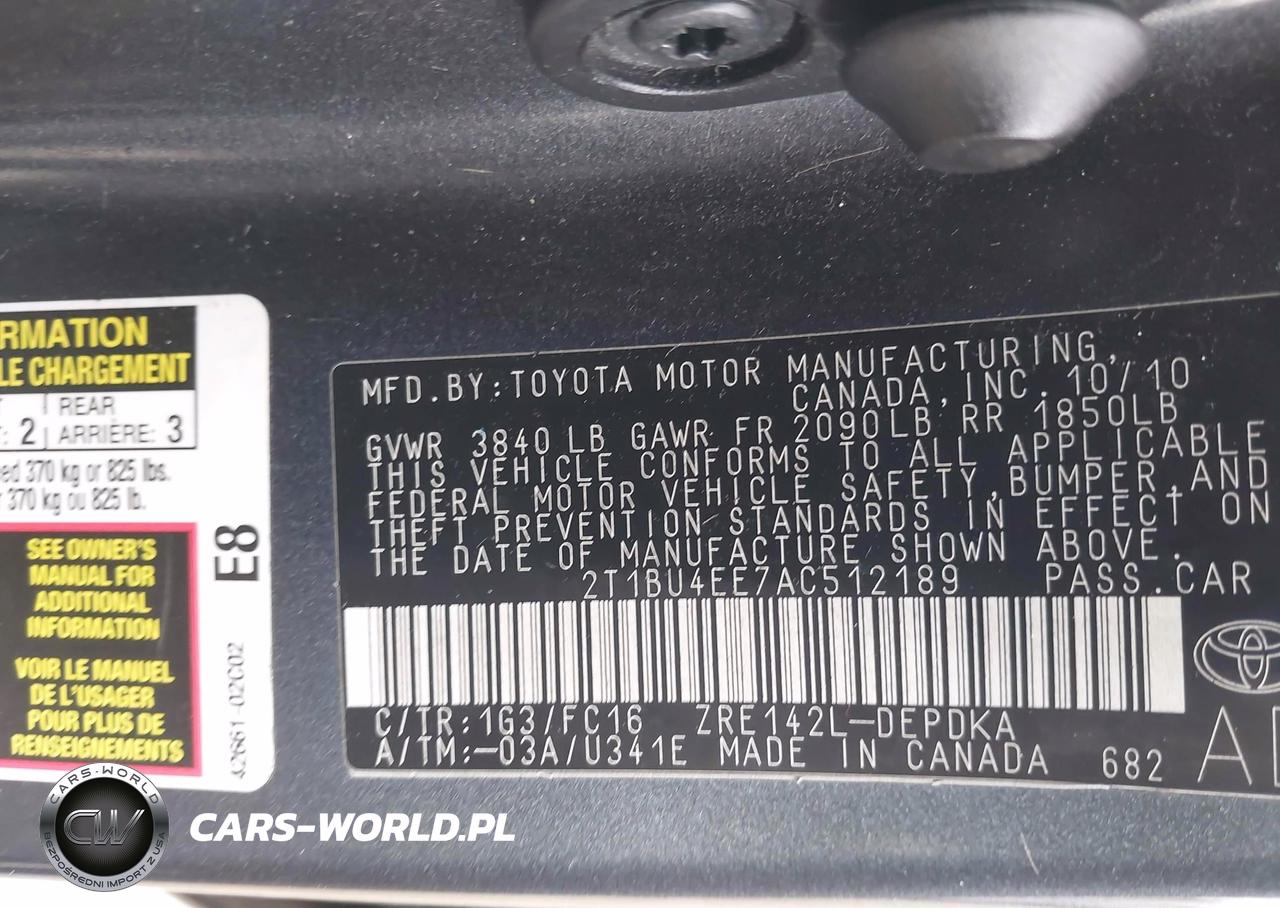 RMATION
LE CHARGEMENT
REAR
: 2 ARRIÈRE: 3
ed 370 kg or 825 lbs.
370 kg ou 825 lb.
SEE OWNER'S
MANUAL FOR
ADDITIONAL
INFORMATION
VOIR LE MANUEL
DE L'USAGER
POUR PLUS DE
RENSEIGNEMENTS
E8
42661-02C02
MFD.BY:TOYOTA MOTOR MANUFACTURING,
CANADA,INC. 10/10
GVWR 3840 LB GAWR FR 2090LB RR 1850LB
THIS VEHICLE CONFORMS TO ALL APPLICABLE
FEDERAL MOTOR VEHICLE SAFETY,BUMPER,AND
THEFT PREVENTION STANDARDS IN EFFECT ON
THE DATE OF MANUFACTURE SHOWN ABOVE.
2T1BU4EE7AC512189 PASS.CAR
C/TR:1G3/FC16 ZRE142L-DEPDKA
A/TM:-03A/U341E MADE IN CANADA 682
A
CARS-WORLD
CW
BEZPOŚREDNI IMPORT Z USA
CARS-WORLD.PL